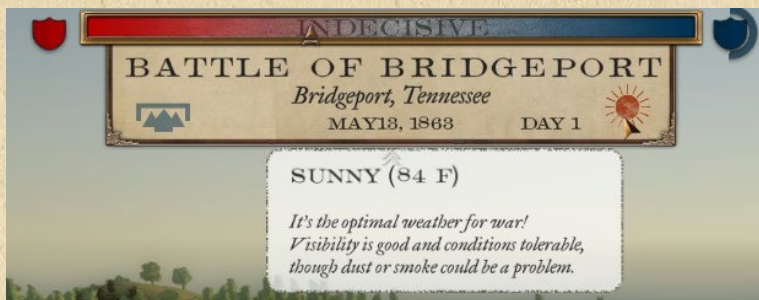 INDECISIVE
BATTLE OF BRIDGEPORT
Bridgeport, Tennessee
MAY13, 1863 DAY 1
SUNNY (84 F)
It's the optimal weather for war!
Visibility is good and conditions tolerable,
though dust or smoke could be a problem.